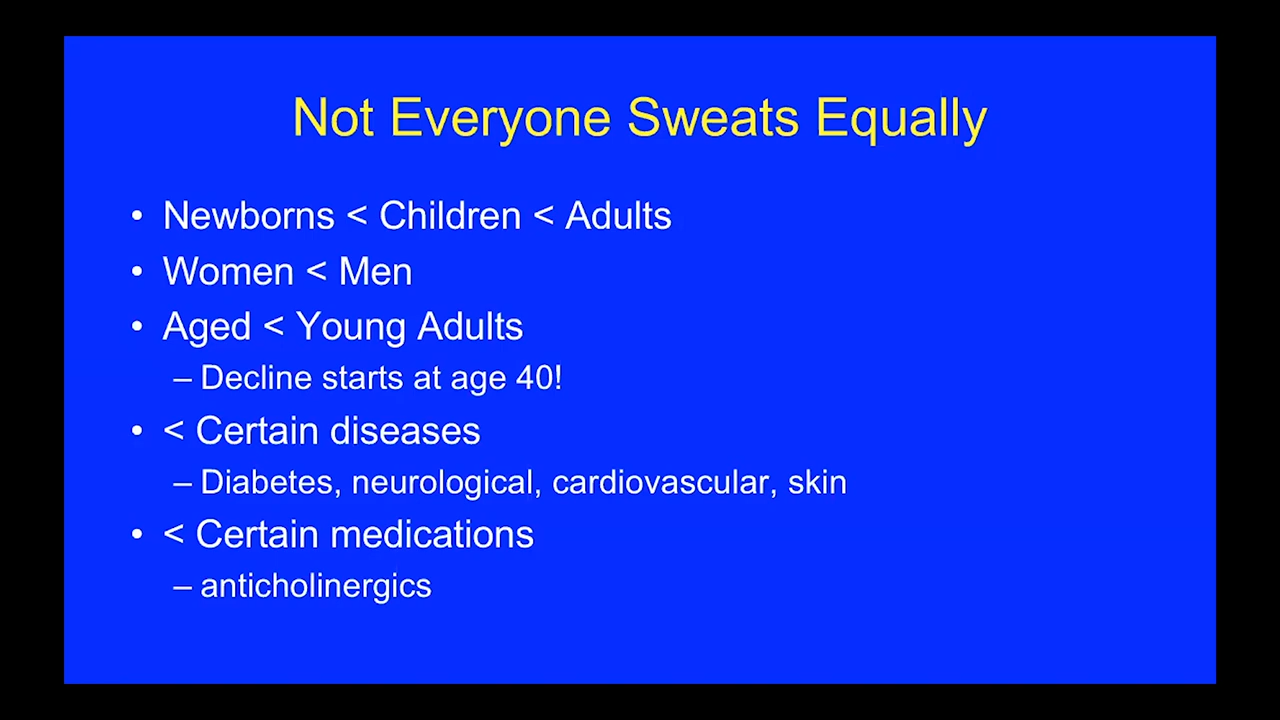 Not Everyone Sweats Equally
• Newborns < Children < Adults
• Women < Men
• Aged < Young Adults
– Decline starts at age 40!
• < Certain diseases
– Diabetes, neurological, cardiovascular, skin
• < Certain medications
– anticholinergics